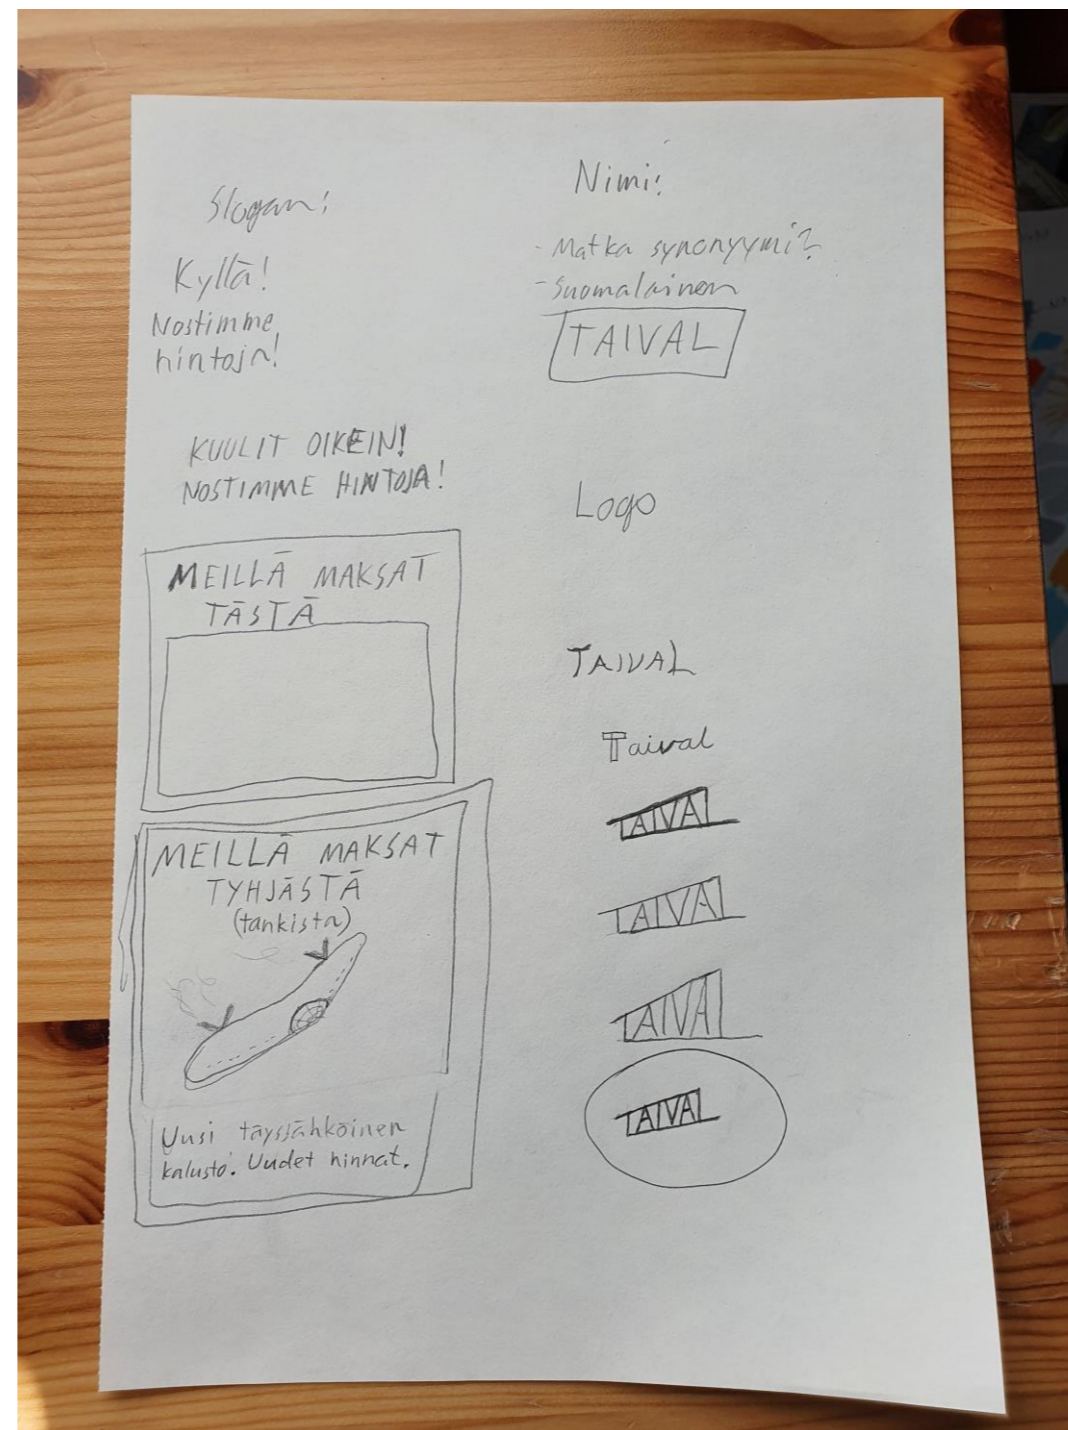 Slogan:
Kyllä!
Nostimme
hintoja!
KUULIT OIKEIN!
NOSTIMME HINTOJA!
MEILLÄ MAKSAT
TÄSTÄ
MEILLÄ MAKSAT
TYHJÄSTÄ
(tankista)
Uusi täyssähköinen
kalusto. Uudet hinnat.
Nimi:
- Matka synonyymi?
- Suomalainen
TAIVAL
Logo
TAIVAL
Taival
TAIVAL
TAIVAL
TAIVAL
TAIVAL